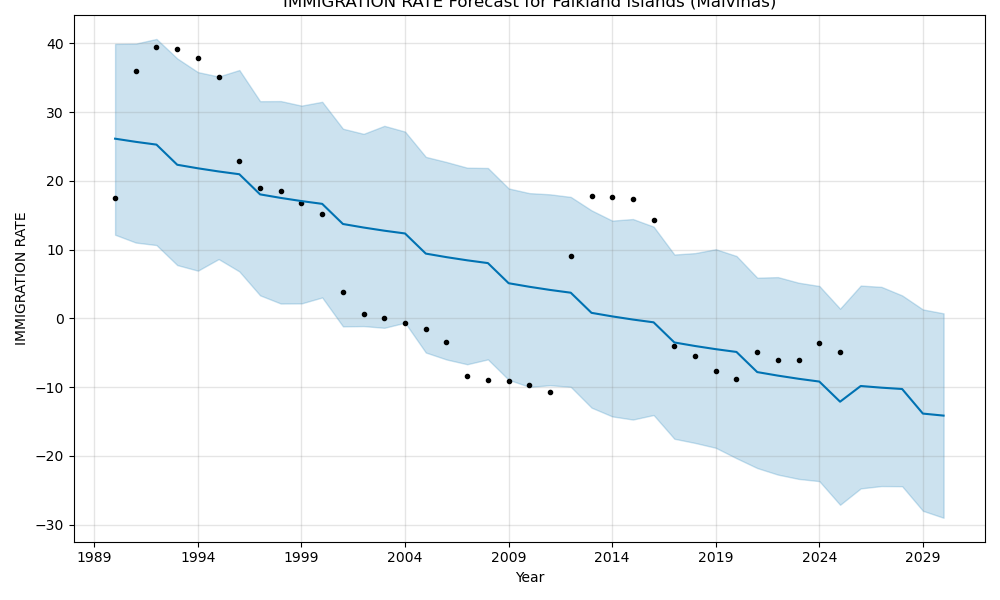 IMMIGRATION RATE Forecast for Falkland Islands (Malvinas)
40
30
20
10
0
−10
−20
−30
IMMIGRATION RATE
1989 1994 1999 2004 2009 2014 2019 2024 2029
Year